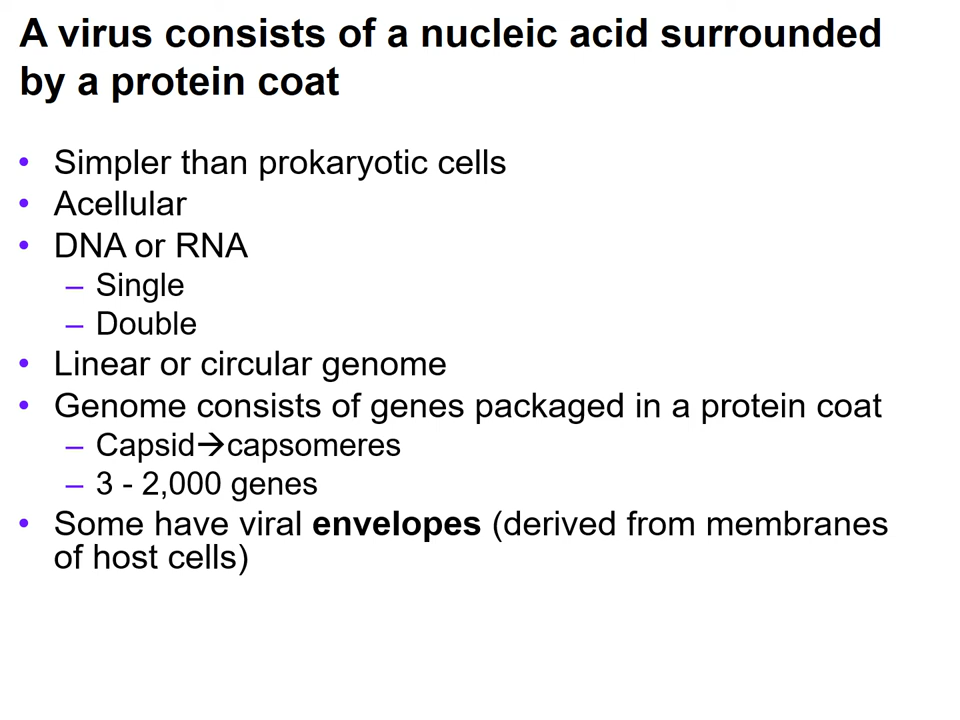 A virus consists of a nucleic acid surrounded
by a protein coat
• Simpler than prokaryotic cells
• Acellular
• DNA or RNA
– Single
– Double
• Linear or circular genome
• Genome consists of genes packaged in a protein coat
– Capsid→capsomeres
– 3 - 2,000 genes
• Some have viral envelopes (derived from membranes
of host cells)